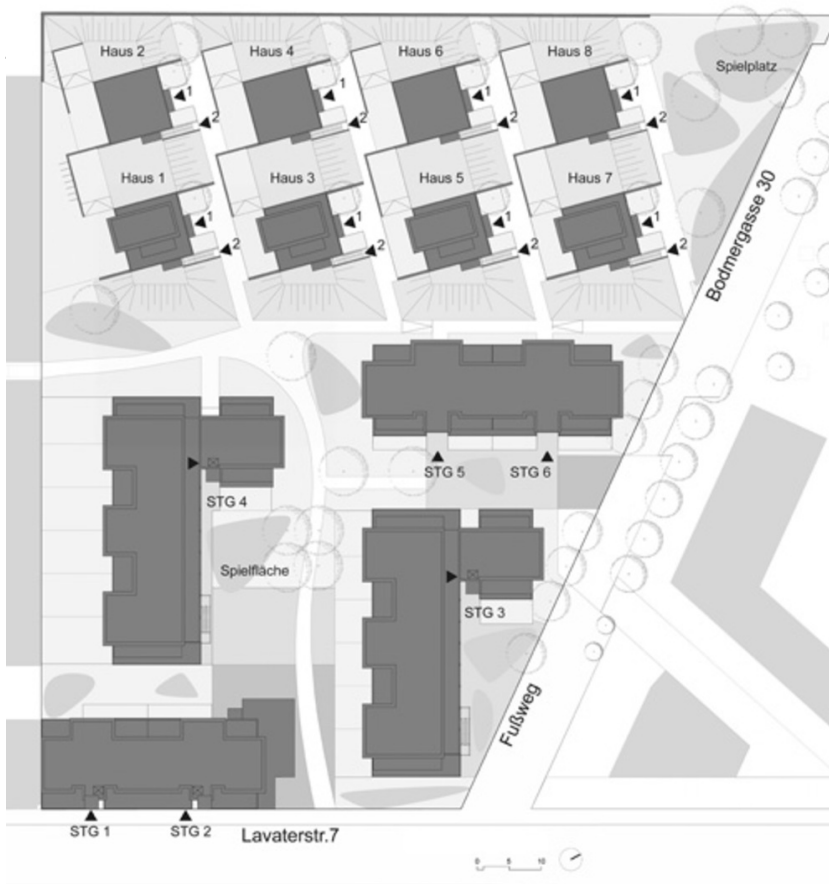 Haus 2
Haus 4
Haus 6
Haus 8
Spielplatz
1
1
1
1
2
2
2
2
Haus 1
Haus 3
Haus 5
Haus 7
1
1
1
1
2
2
2
2
Bodmergasse 30
STG 5
STG 6
STG 4
Spielfläche
STG 3
Fußweg
STG 1
STG 2
Lavaterstr.7
0 5 10